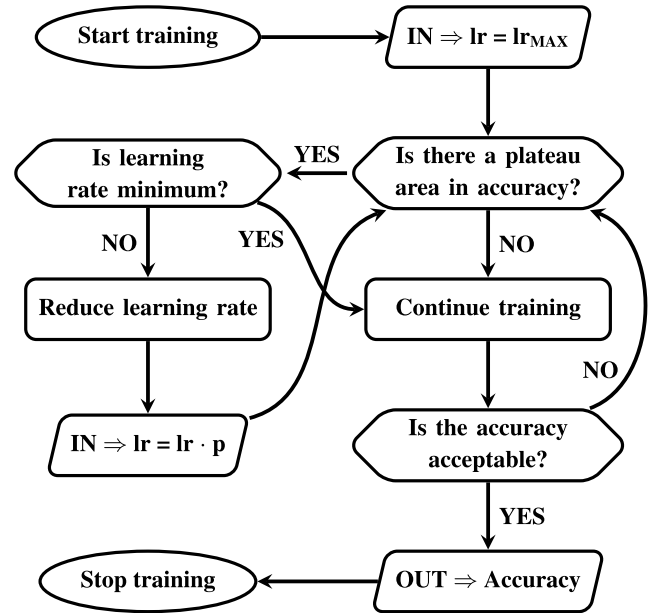 Start training
IN ⇒ lr = lr_MAX
Is there a plateau
area in accuracy?
YES
Is learning
rate minimum?
NO
YES
NO
Reduce learning rate
Continue training
IN ⇒ lr = lr · p
NO
Is the accuracy
acceptable?
YES
OUT ⇒ Accuracy
Stop training